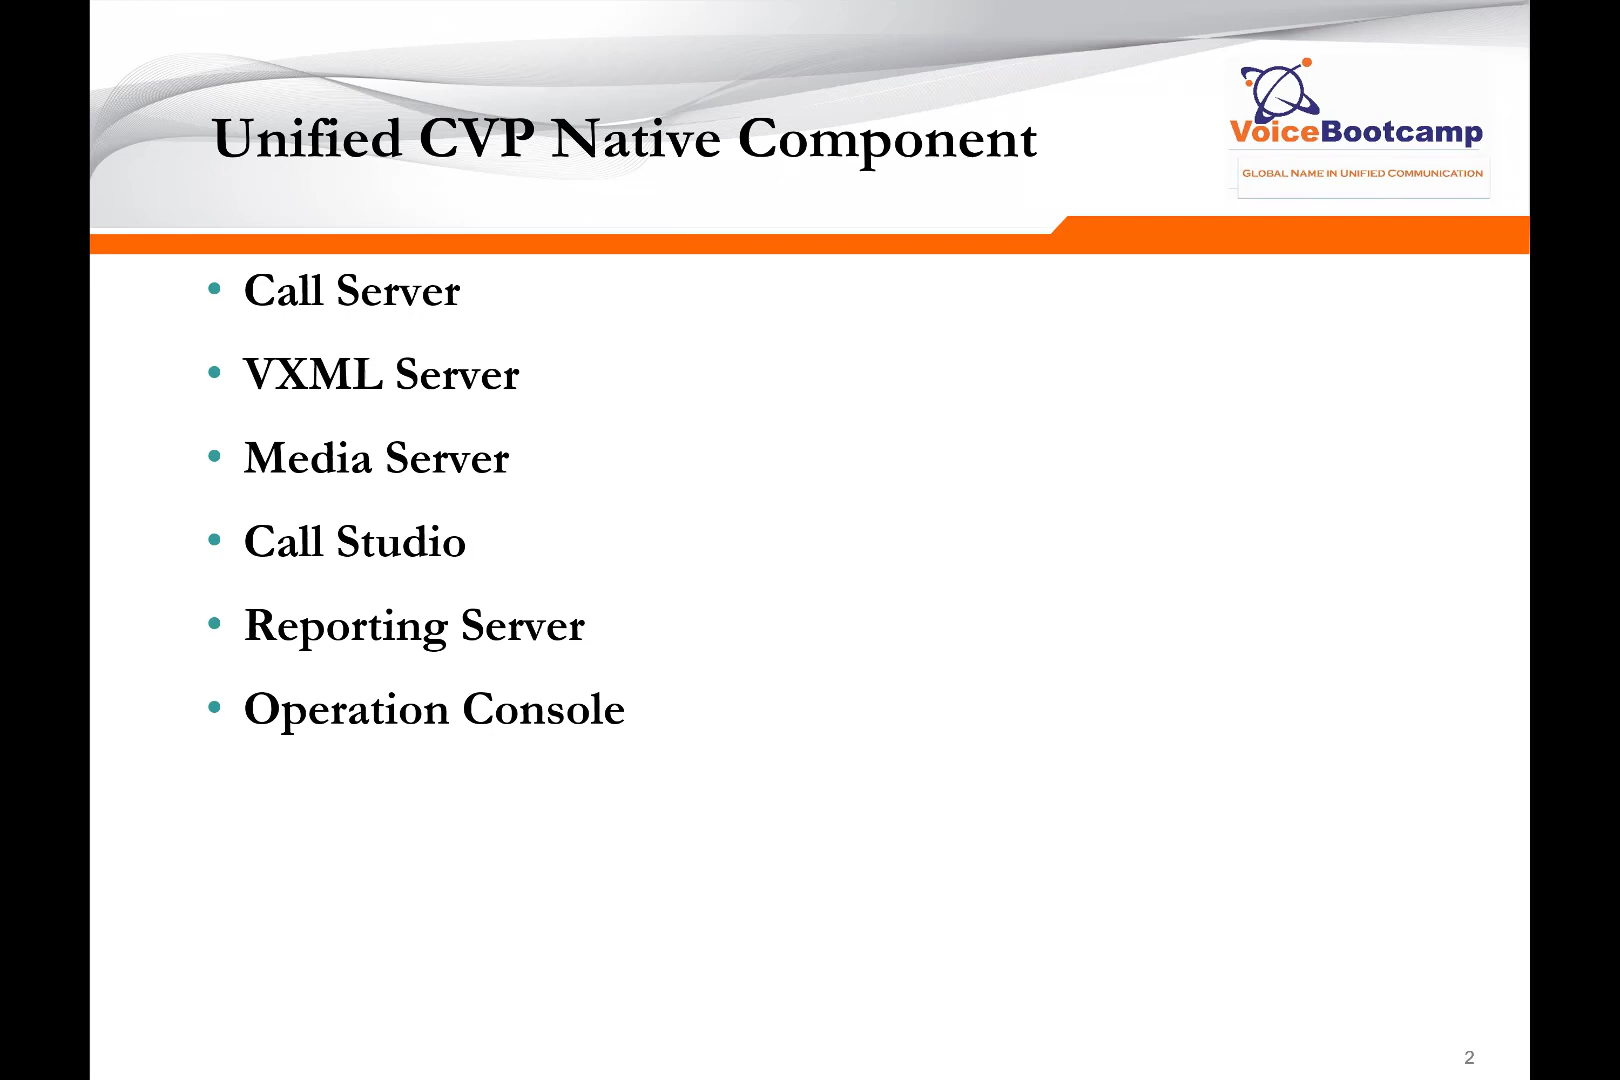 Unified CVP Native Component
VoiceBootcamp
GLOBAL NAME IN UNIFIED COMMUNICATION
• Call Server
• VXML Server
• Media Server
• Call Studio
• Reporting Server
• Operation Console
2